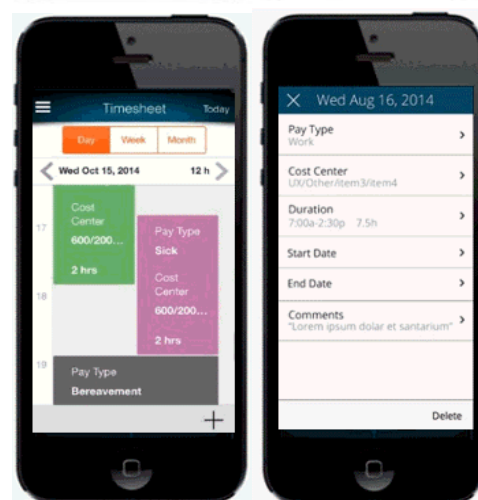 Timesheet Today
Day Week Month
Wed Oct 15, 2014 12 h
17
Cost
Center
600/200...
2 hrs
Pay Type
Sick
Cost
Center
600/200...
2 hrs
18
19
Pay Type
Bereavement
Wed Aug 16, 2014
Pay Type
Work
Cost Center
UX/Other/item3/item4
Duration
7:00a-2:30p 7.5h
Start Date
End Date
Comments
"Lorem ipsum dolar et santarium"
Delete